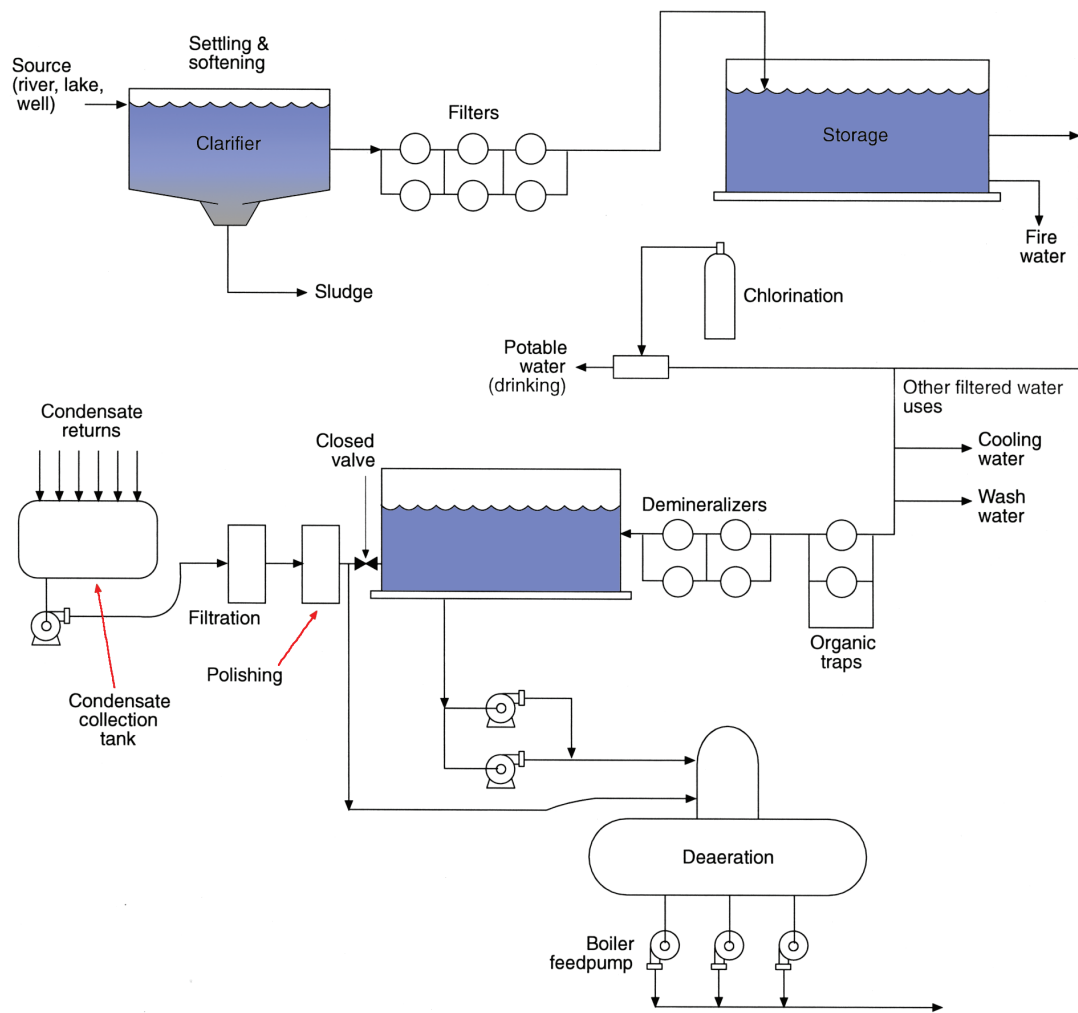 Settling &
softening
Source
(river, lake,
well)
Clarifier
Filters
Storage
Fire
water
Sludge
Chlorination
Potable
water
(drinking)
Other filtered water
uses
Cooling
water
Wash
water
Condensate
returns
Closed
valve
Demineralizers
Filtration
Polishing
Organic
traps
Condensate
collection
tank
Deaeration
Boiler
feedpump